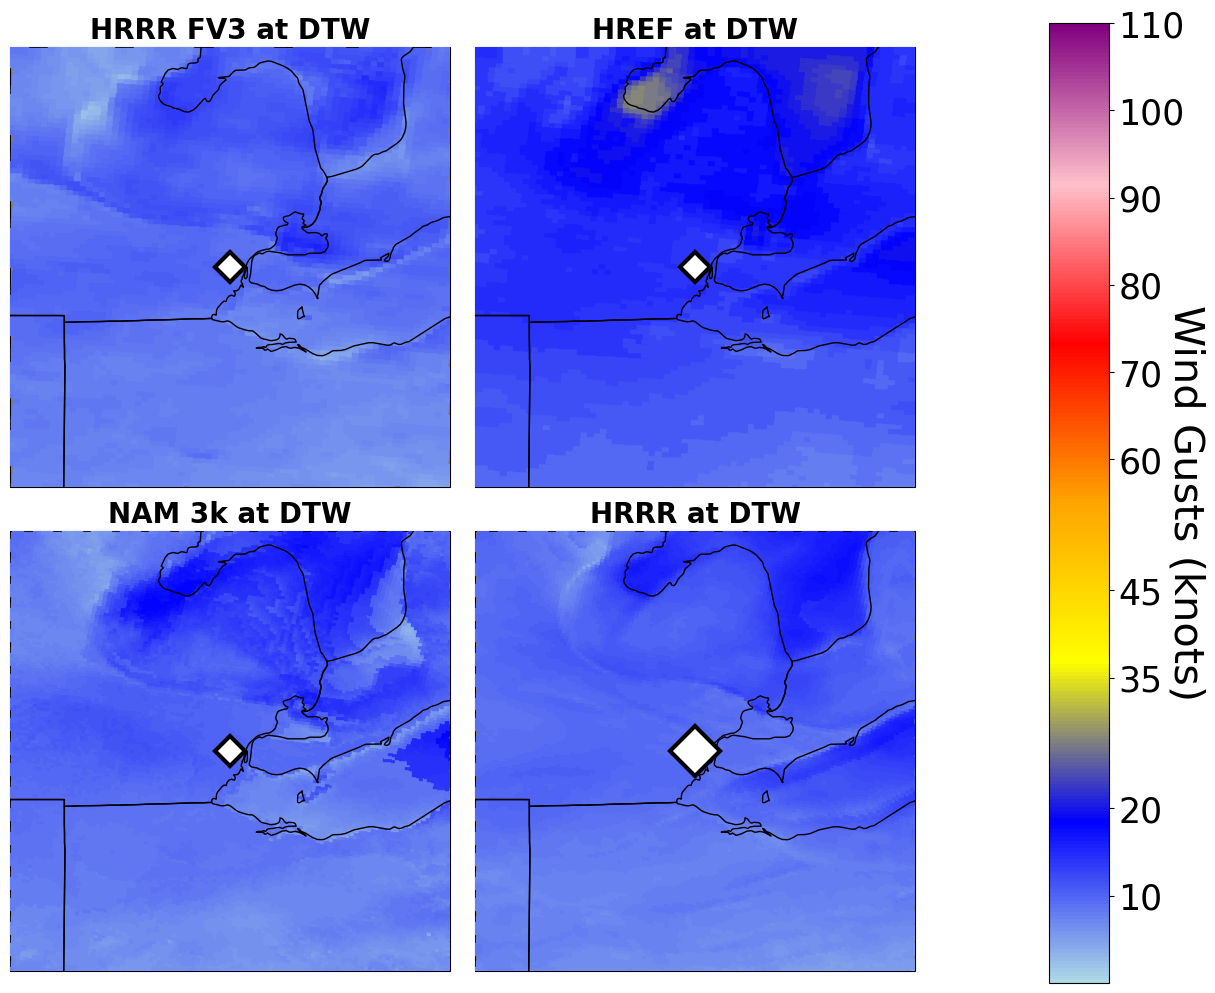 HRRR FV3 at DTW
HREF at DTW
NAM 3k at DTW
HRRR at DTW
110
100
90
80
70
60
45
35
20
10
Wind Gusts (knots)